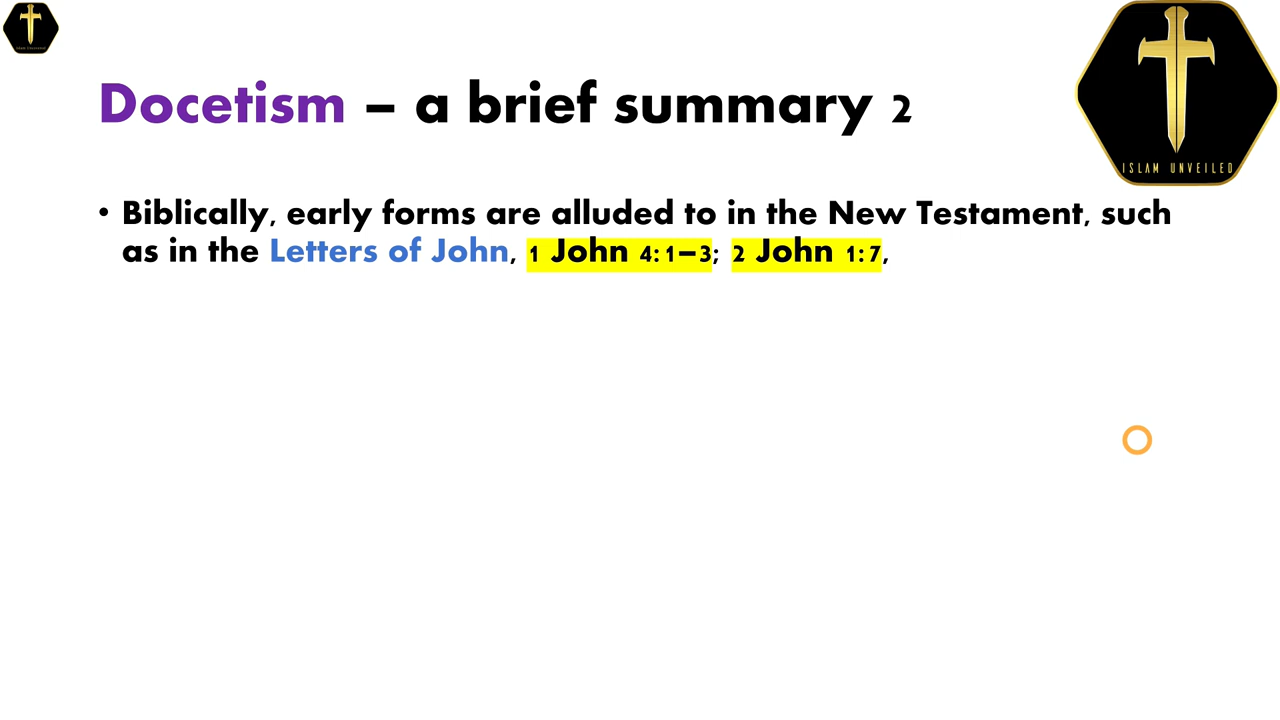 Docetism – a brief summary 2
ISLAM UNVEILED
• Biblically, early forms are alluded to in the New Testament, such
as in the Letters of John, 1 John 4:1–3; 2 John 1:7,